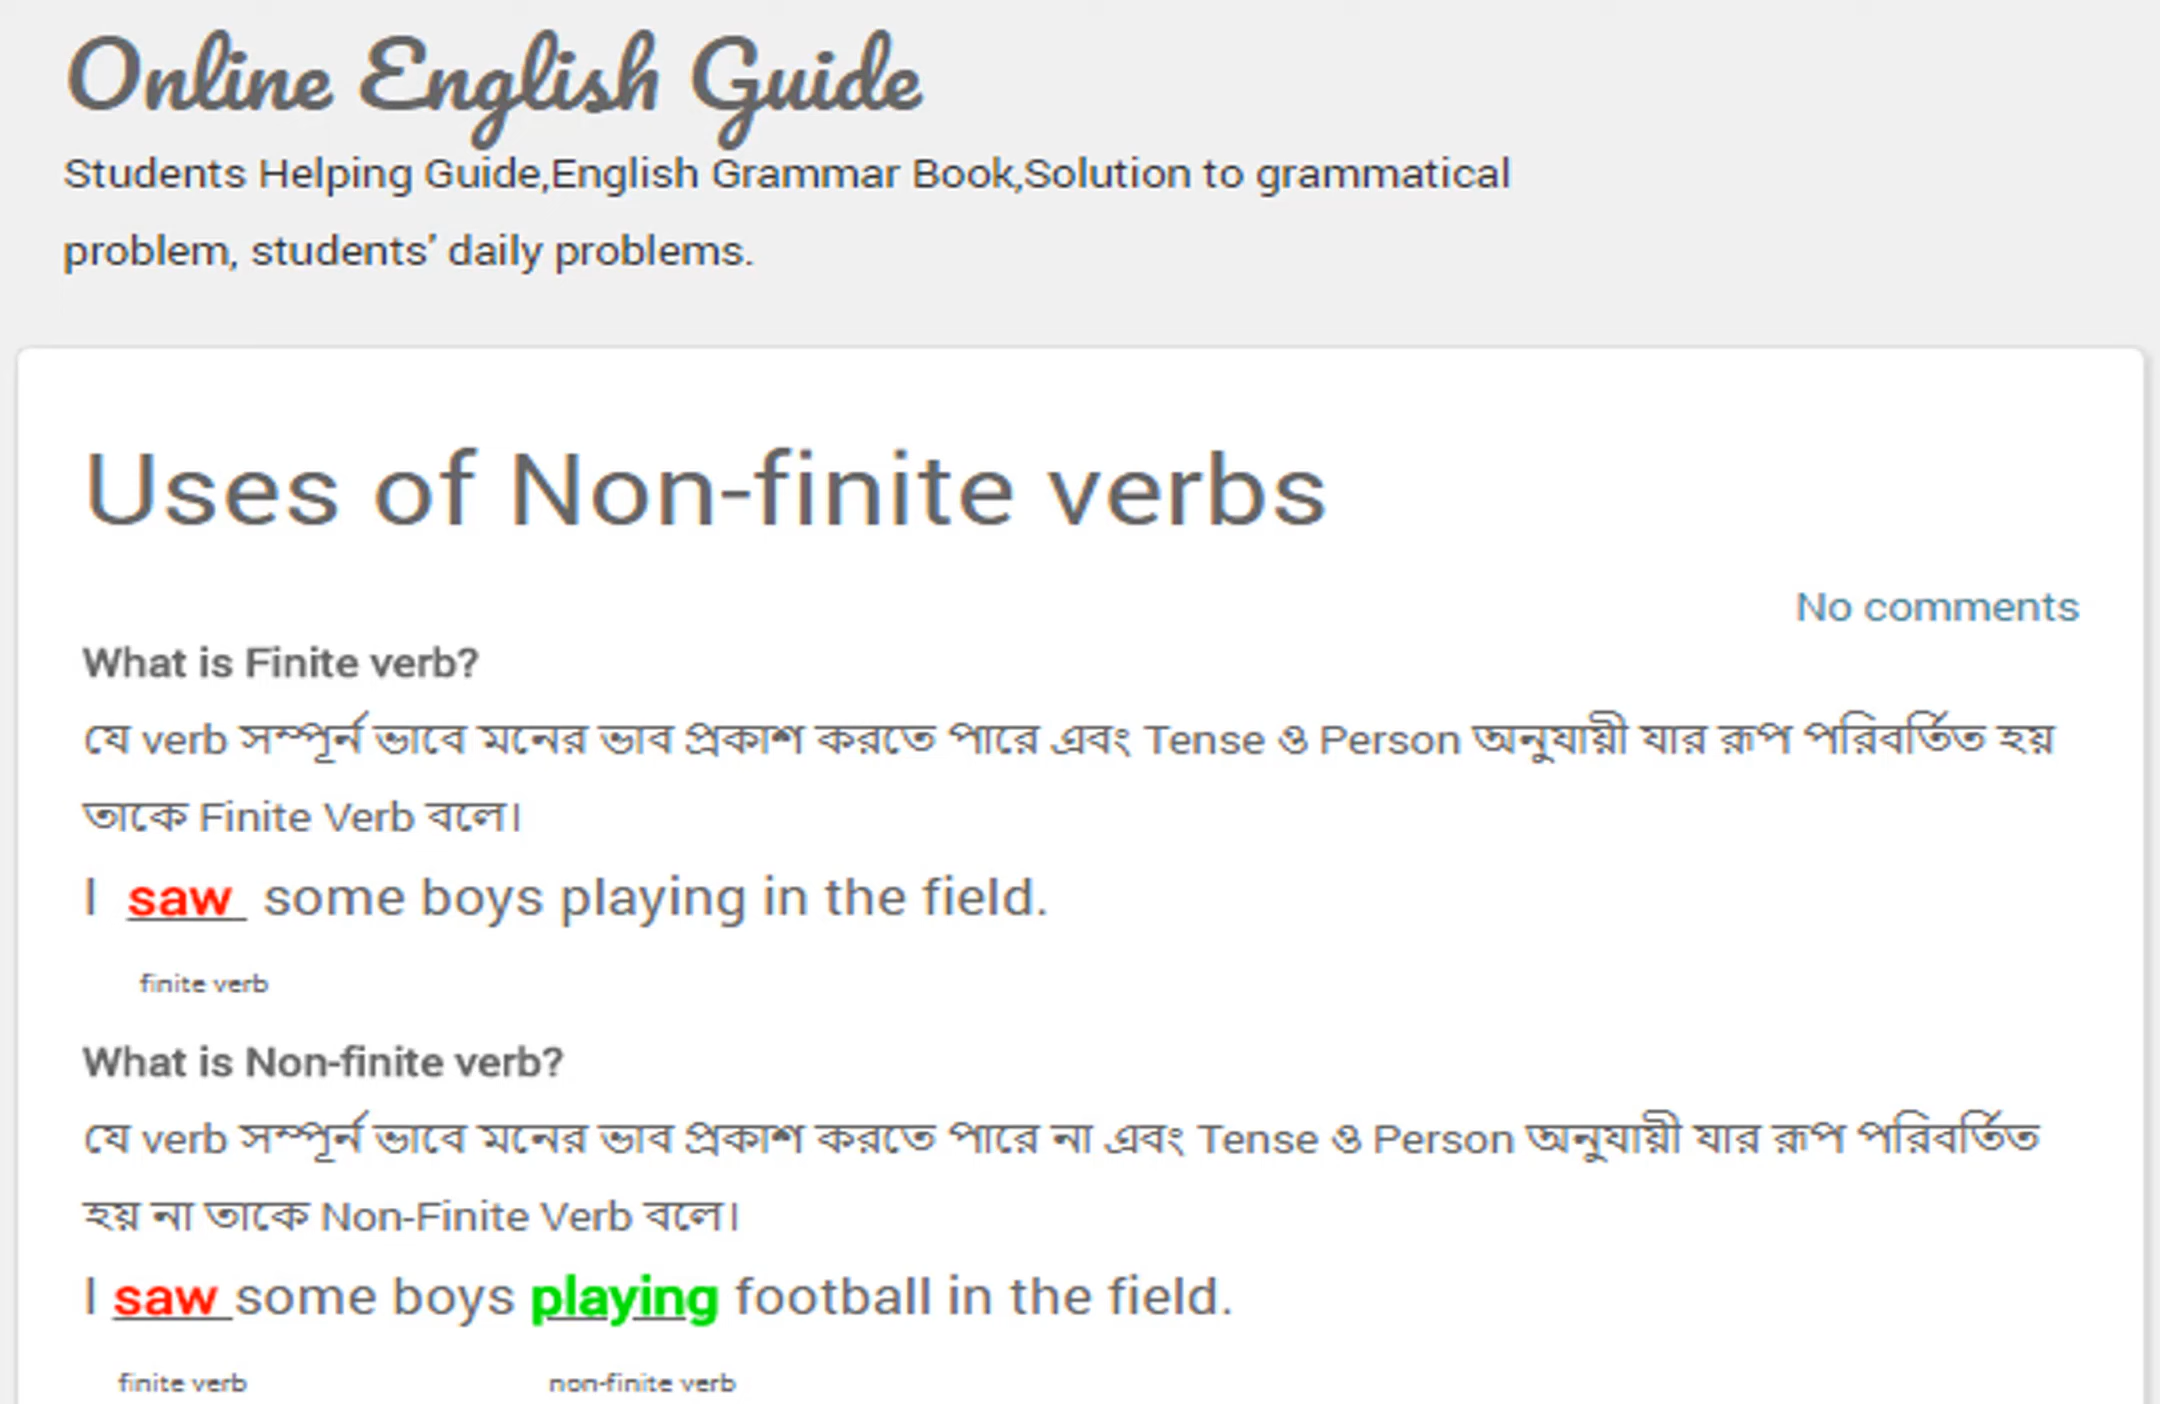 Online English Guide
Students Helping Guide,English Grammar Book,Solution to grammatical
problem, students’ daily problems.
Uses of Non-finite verbs
No comments
What is Finite verb?
যে verb সম্পূর্ন ভাবে মনের ভাব প্রকাশ করতে পারে এবং Tense ও Person অনুযায়ী যার রূপ পরিবর্তিত হয়
তাকে Finite Verb বলে।
I saw some boys playing in the field.
finite verb
What is Non-finite verb?
যে verb সম্পূর্ন ভাবে মনের ভাব প্রকাশ করতে পারে না এবং Tense ও Person অনুযায়ী যার রূপ পরিবর্তিত
হয় না তাকে Non-Finite Verb বলে।
I saw some boys playing football in the field.
finite verb non-finite verb